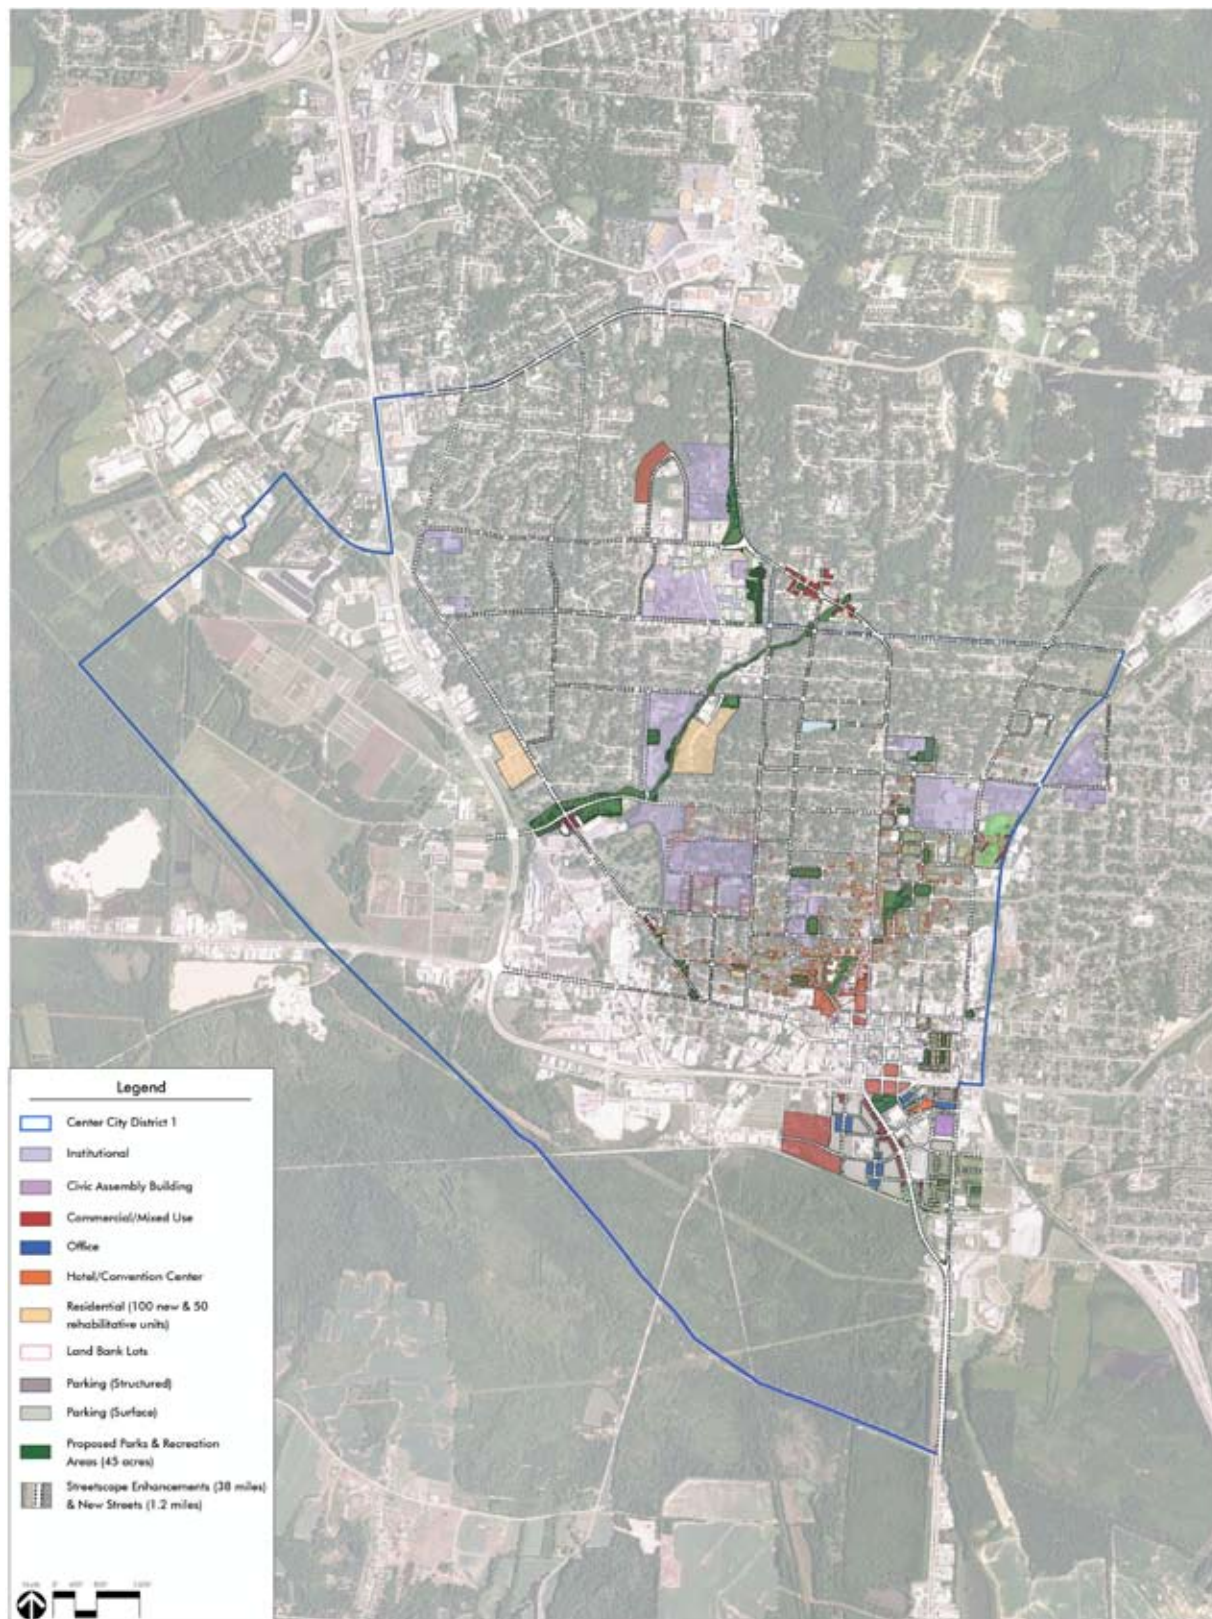 Legend
Center City District 1
Institutional
Civic Assembly Building
Commercial/Mixed Use
Office
Hotel/Convention Center
Residential (100 new & 50
rehabilitative units)
Land Bank Lots
Parking (Structured)
Parking (Surface)
Proposed Parks & Recreation
Areas (45 acres)
Streetscape Enhancements (38 miles)
& New Streets (1.2 miles)